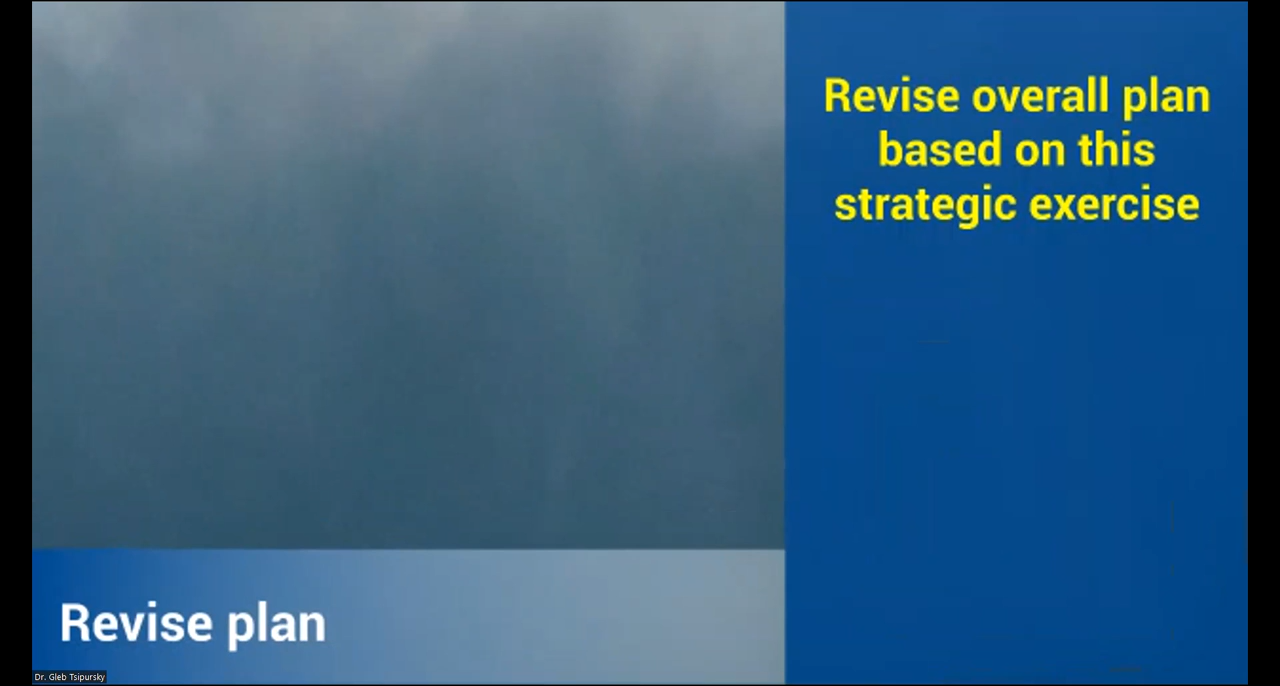 Revise overall plan
based on this
strategic exercise
Revise plan
Dr. Gleb Tsipursky